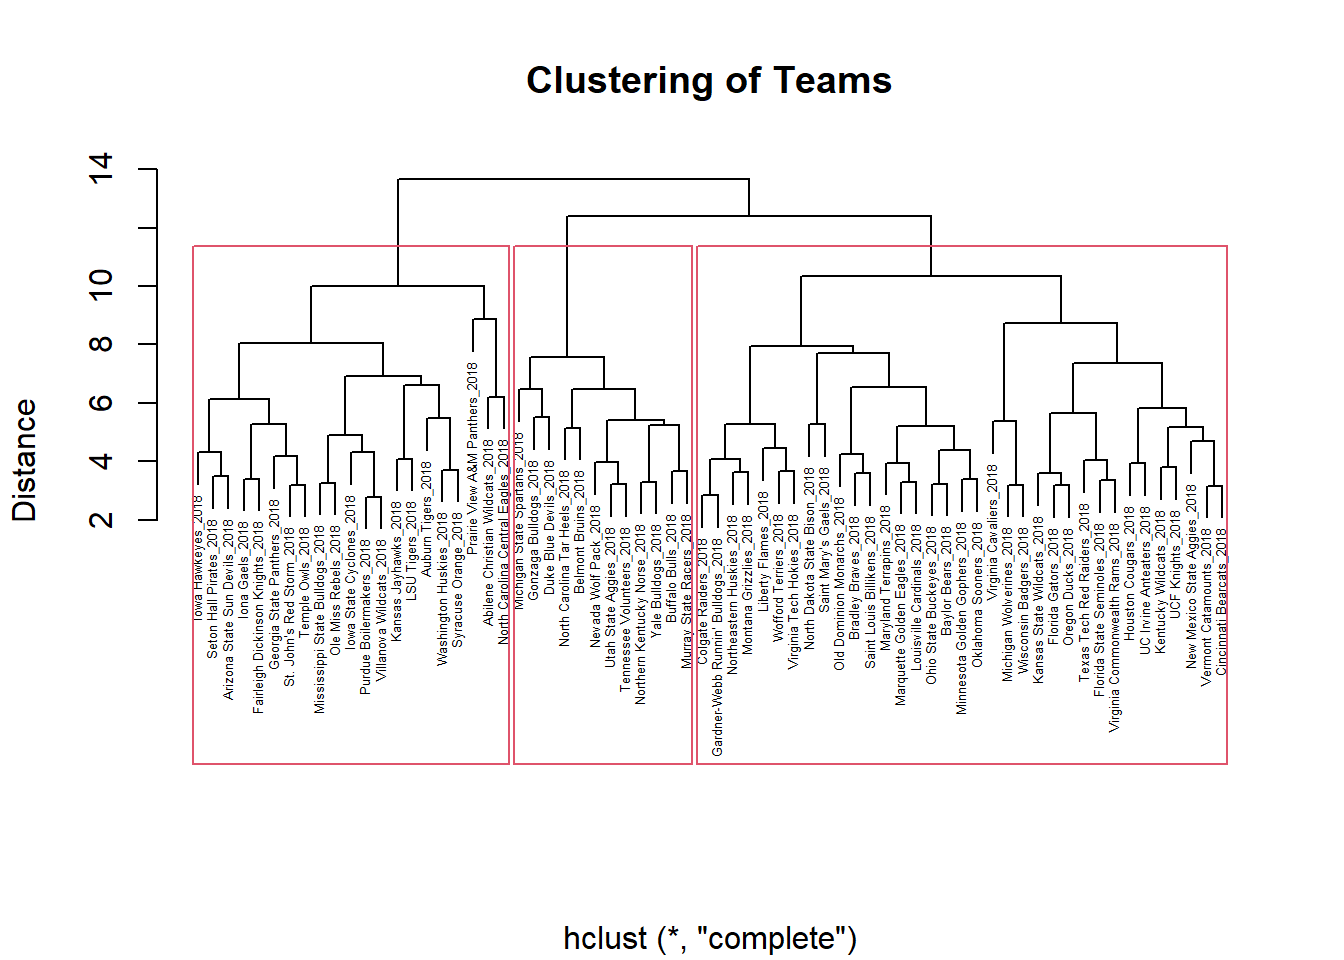 Clustering of Teams
Distance
14
10
8
6
4
2
Iowa Hawkeyes_2018
Seton Hall Pirates_2018
Arizona State Sun Devils_2018
Iona Gaels_2018
Fairleigh Dickinson Knights_2018
Georgia State Panthers_2018
St. John's Red Storm_2018
Temple Owls_2018
Mississippi State Bulldogs_2018
Ole Miss Rebels_2018
Iowa State Cyclones_2018
Purdue Boilermakers_2018
Villanova Wildcats_2018
Kansas Jayhawks_2018
LSU Tigers_2018
Auburn Tigers_2018
Washington Huskies_2018
Syracuse Orange_2018
Prairie View A&M Panthers_2018
Abilene Christian Wildcats_2018
North Carolina Central Eagles_2018
Michigan State Spartans_2018
Gonzaga Bulldogs_2018
Duke Blue Devils_2018
North Carolina Tar Heels_2018
Belmont Bruins_2018
Nevada Wolf Pack_2018
Utah State Aggies_2018
Tennessee Volunteers_2018
Northern Kentucky Norse_2018
Yale Bulldogs_2018
Buffalo Bulls_2018
Murray State Racers_2018
Colgate Raiders_2018
Gardner-Webb Runnin' Bulldogs_2018
Northeastern Huskies_2018
Montana Grizzlies_2018
Liberty Flames_2018
Wofford Terriers_2018
Virginia Tech Hokies_2018
North Dakota State Bison_2018
Saint Mary's Gaels_2018
Old Dominion Monarchs_2018
Bradley Braves_2018
Saint Louis Billikens_2018
Maryland Terrapins_2018
Marquette Golden Eagles_2018
Louisville Cardinals_2018
Ohio State Buckeyes_2018
Baylor Bears_2018
Minnesota Golden Gophers_2018
Oklahoma Sooners_2018
Virginia Cavaliers_2018
Michigan Wolverines_2018
Wisconsin Badgers_2018
Kansas State Wildcats_2018
Florida Gators_2018
Oregon Ducks_2018
Texas Tech Red Raiders_2018
Florida State Seminoles_2018
Virginia Commonwealth Rams_2018
Houston Cougars_2018
UC Irvine Anteaters_2018
Kentucky Wildcats_2018
UCF Knights_2018
New Mexico State Aggies_2018
Vermont Catamounts_2018
Cincinnati Bearcats_2018
hclust (*, "complete")